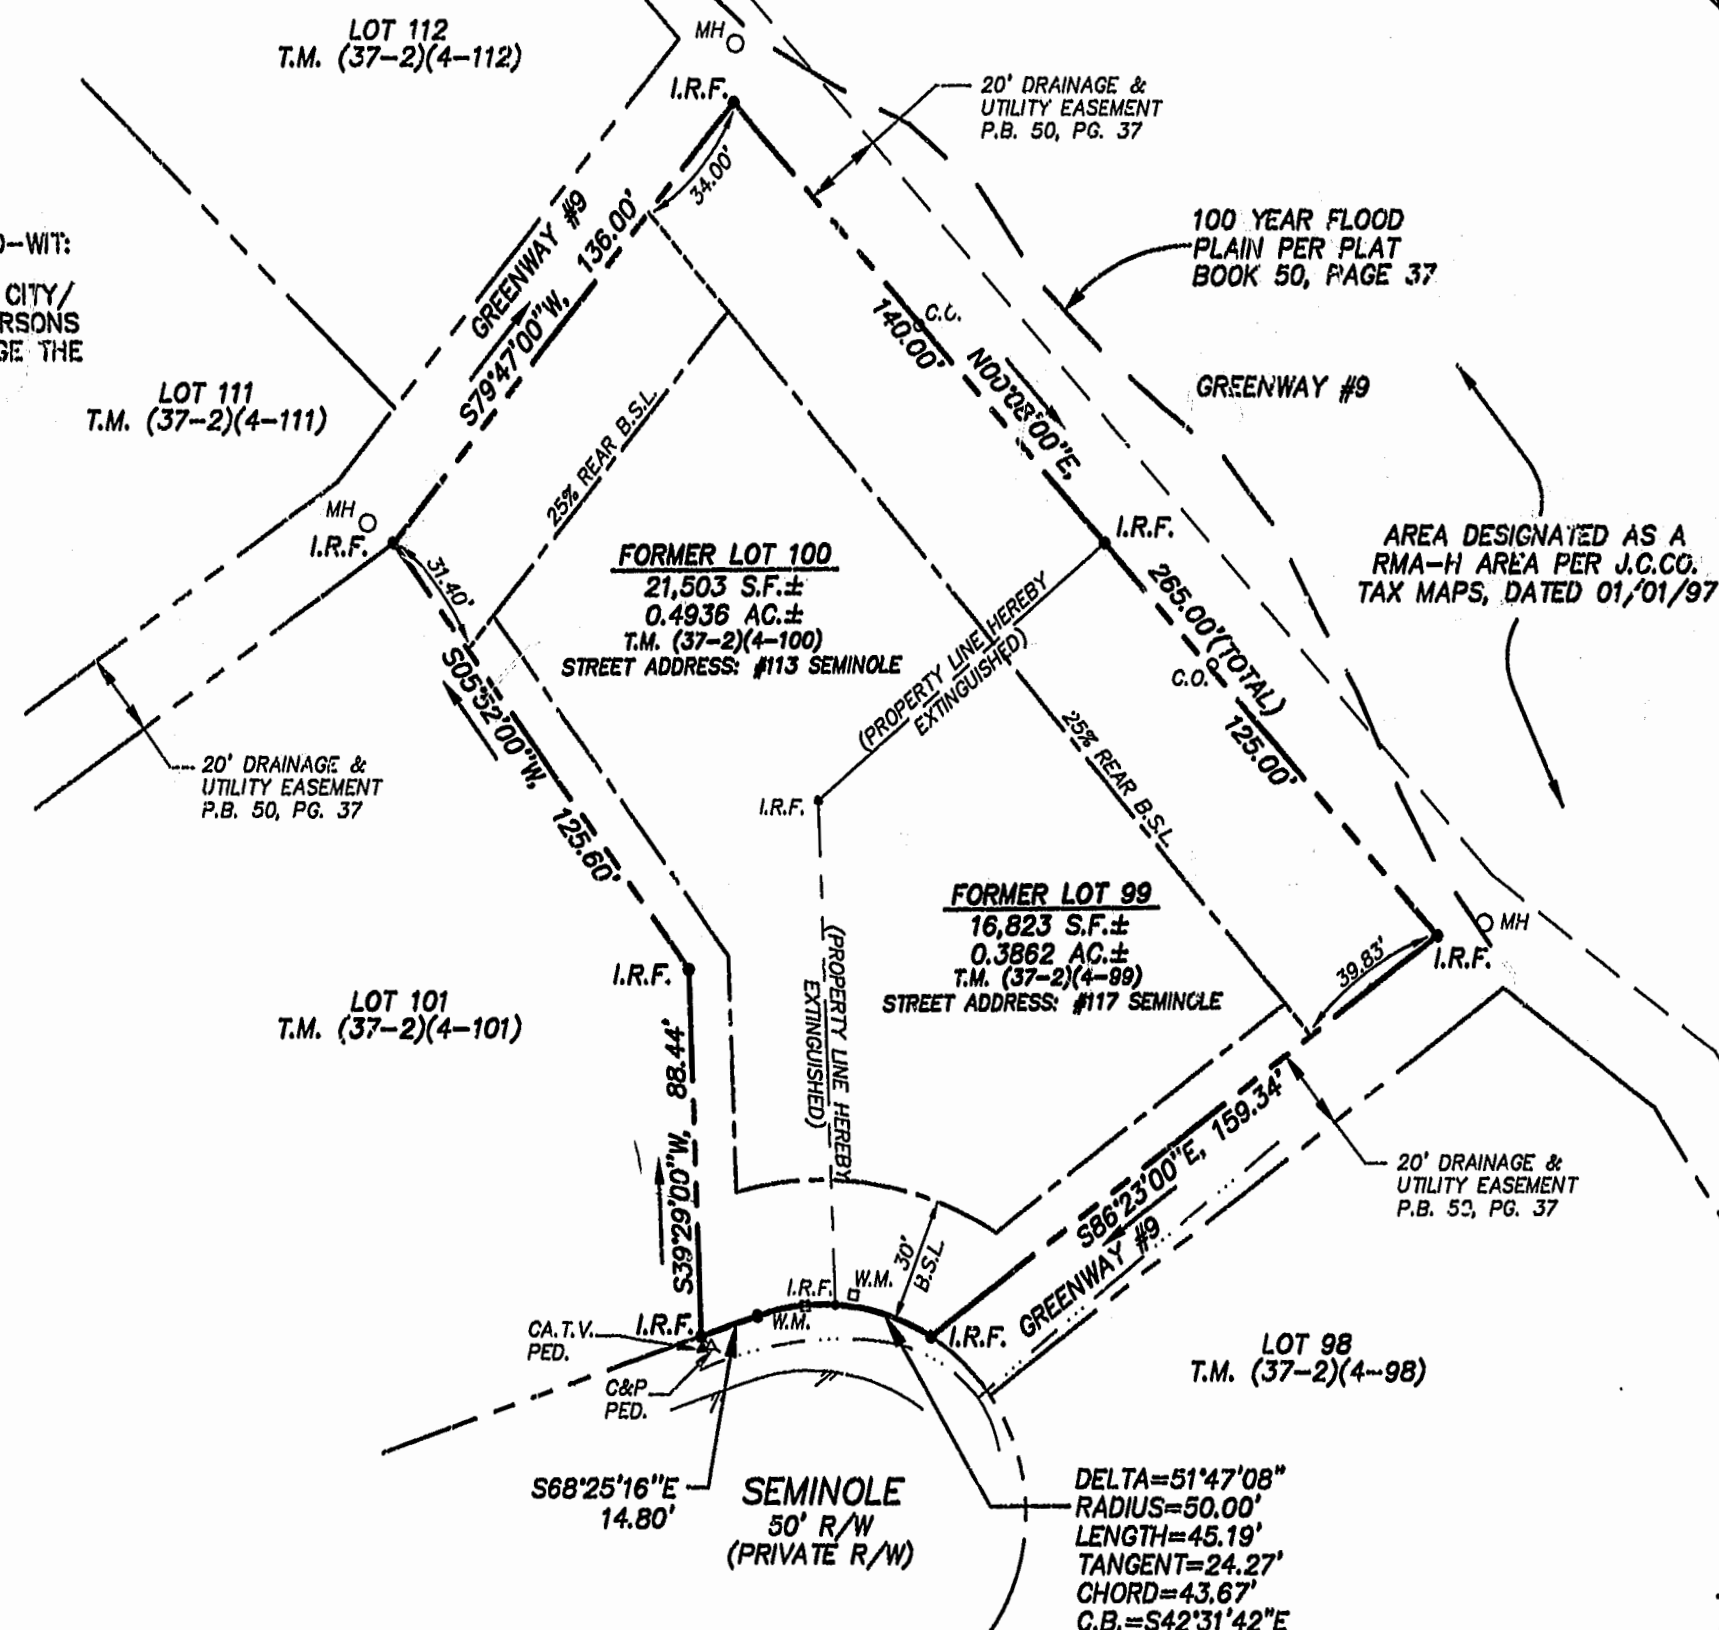 LOT 112
T.M. (37-2)(4-112)
MH
I.R.F.
20' DRAINAGE &
UTILITY EASEMENT
P.B. 50, PG. 37
34.00'
100 YEAR FLOOD
PLAIN PER PLAT
BOOK 50, PAGE 37
-WIT:
CITY/
RSONS
GE THE
GREENWAY #9
S79°47'00"W, 136.00'
C.O.
140.00'
N00°08'00"E,
GREENWAY #9
LOT 111
T.M. (37-2)(4-111)
25% REAR B.S.L.
MH
I.R.F.
31.40'
I.R.F.
AREA DESIGNATED AS A
RMA-H AREA PER J.C.CO.
TAX MAPS, DATED 01/01/97
FORMER LOT 100
21,503 S.F.±
0.4936 AC.±
T.M. (37-2)(4-100)
STREET ADDRESS: #113 SEMINOLE
(PROPERTY LINE HEREBY
EXTINGUISHED)
265.00'(TOTAL)
C.O.
125.00'
S05°52'00"W, 125.60'
20' DRAINAGE &
UTILITY EASEMENT
P.B. 50, PG. 37
25% REAR B.S.L.
I.R.F.
FORMER LOT 99
16,823 S.F.±
0.3862 AC.±
T.M. (37-2)(4-99)
STREET ADDRESS: #117 SEMINOLE
MH
I.R.F.
39.83'
I.R.F.
LOT 101
T.M. (37-2)(4-101)
(PROPERTY LINE HEREBY
EXTINGUISHED)
S39°29'00"W, 88.44'
S86°23'00"E, 159.34'
GREENWAY #9
20' DRAINAGE &
UTILITY EASEMENT
P.B. 50, PG. 37
30'
B.S.L.
I.R.F.
W.M.
W.M.
I.R.F.
I.R.F.
CA.T.V.
PED.
C&P
PED.
LOT 98
T.M. (37-2)(4-98)
S68°25'16"E
14.80'
SEMINOLE
50' R/W
(PRIVATE R/W)
DELTA=51°47'08"
RADIUS=50.00'
LENGTH=45.19'
TANGENT=24.27'
CHORD=43.67'
C.B.=S42°31'42"E